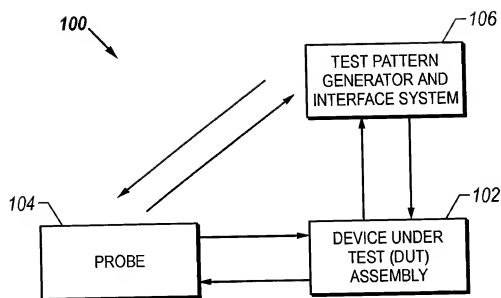 100
106
TEST PATTERN
GENERATOR AND
INTERFACE SYSTEM
104
102
PROBE
DEVICE UNDER
TEST (DUT)
ASSEMBLY